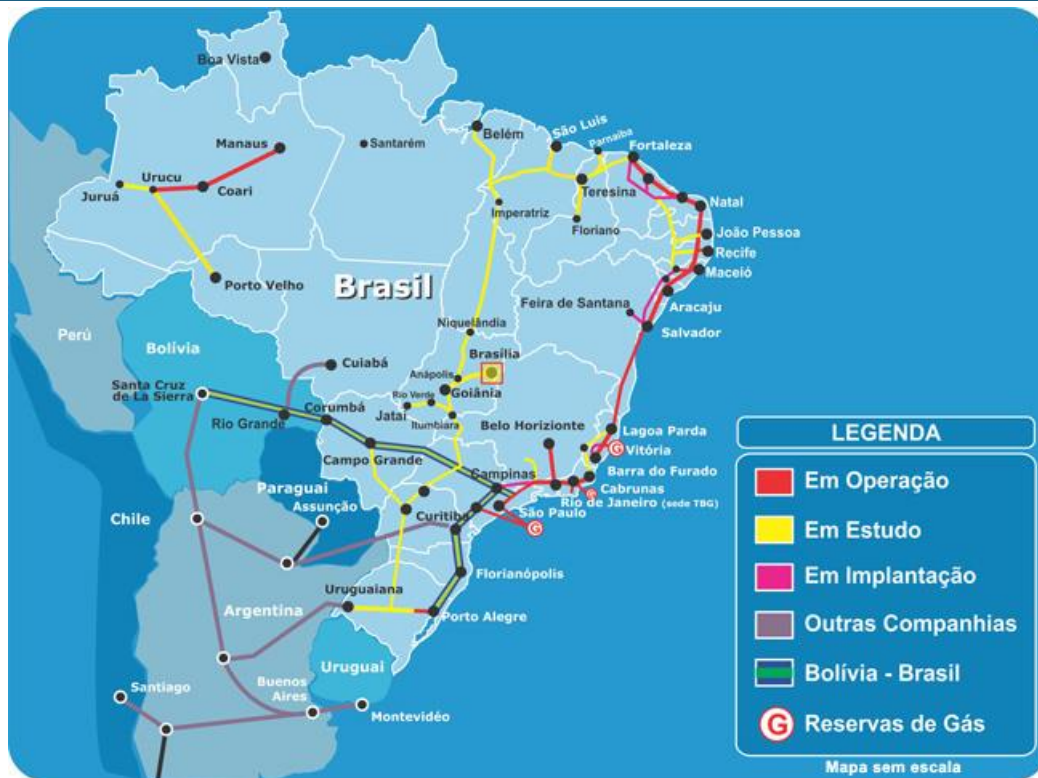 Boa Vista
Manaus
Santarém
Belém
São Luis
Parnaíba
Fortaleza
Urucu
Juruá
Coari
Teresina
Natal
Imperatriz
Floriano
João Pessoa
Recife
Maceió
Porto Velho
Brasil
Feira de Santana
Aracaju
Salvador
Perú
Bolívia
Niquelândia
Brasília
Cuiabá
Anápolis
Goiânia
Santa Cruz
de La Sierra
Rio Verde
Jataí
Itumbiara
Rio Grande
Corumbá
Belo Horizionte
Lagoa Parda
G
Vitória
Campo Grande
Campinas
Barra do Furado
Cabrunas
G
Rio de Janeiro (sede TBG)
São Paulo
G
Paraguai
Assunção
Chile
Curitiba
Florianópolis
Uruguaiana
Argentina
Porto Alegre
Uruguai
Santiago
Buenos
Aires
Montevidéo
LEGENDA
Em Operação
Em Estudo
Em Implantação
Outras Companhias
Bolívia - Brasil
G Reservas de Gás
Mapa sem escala